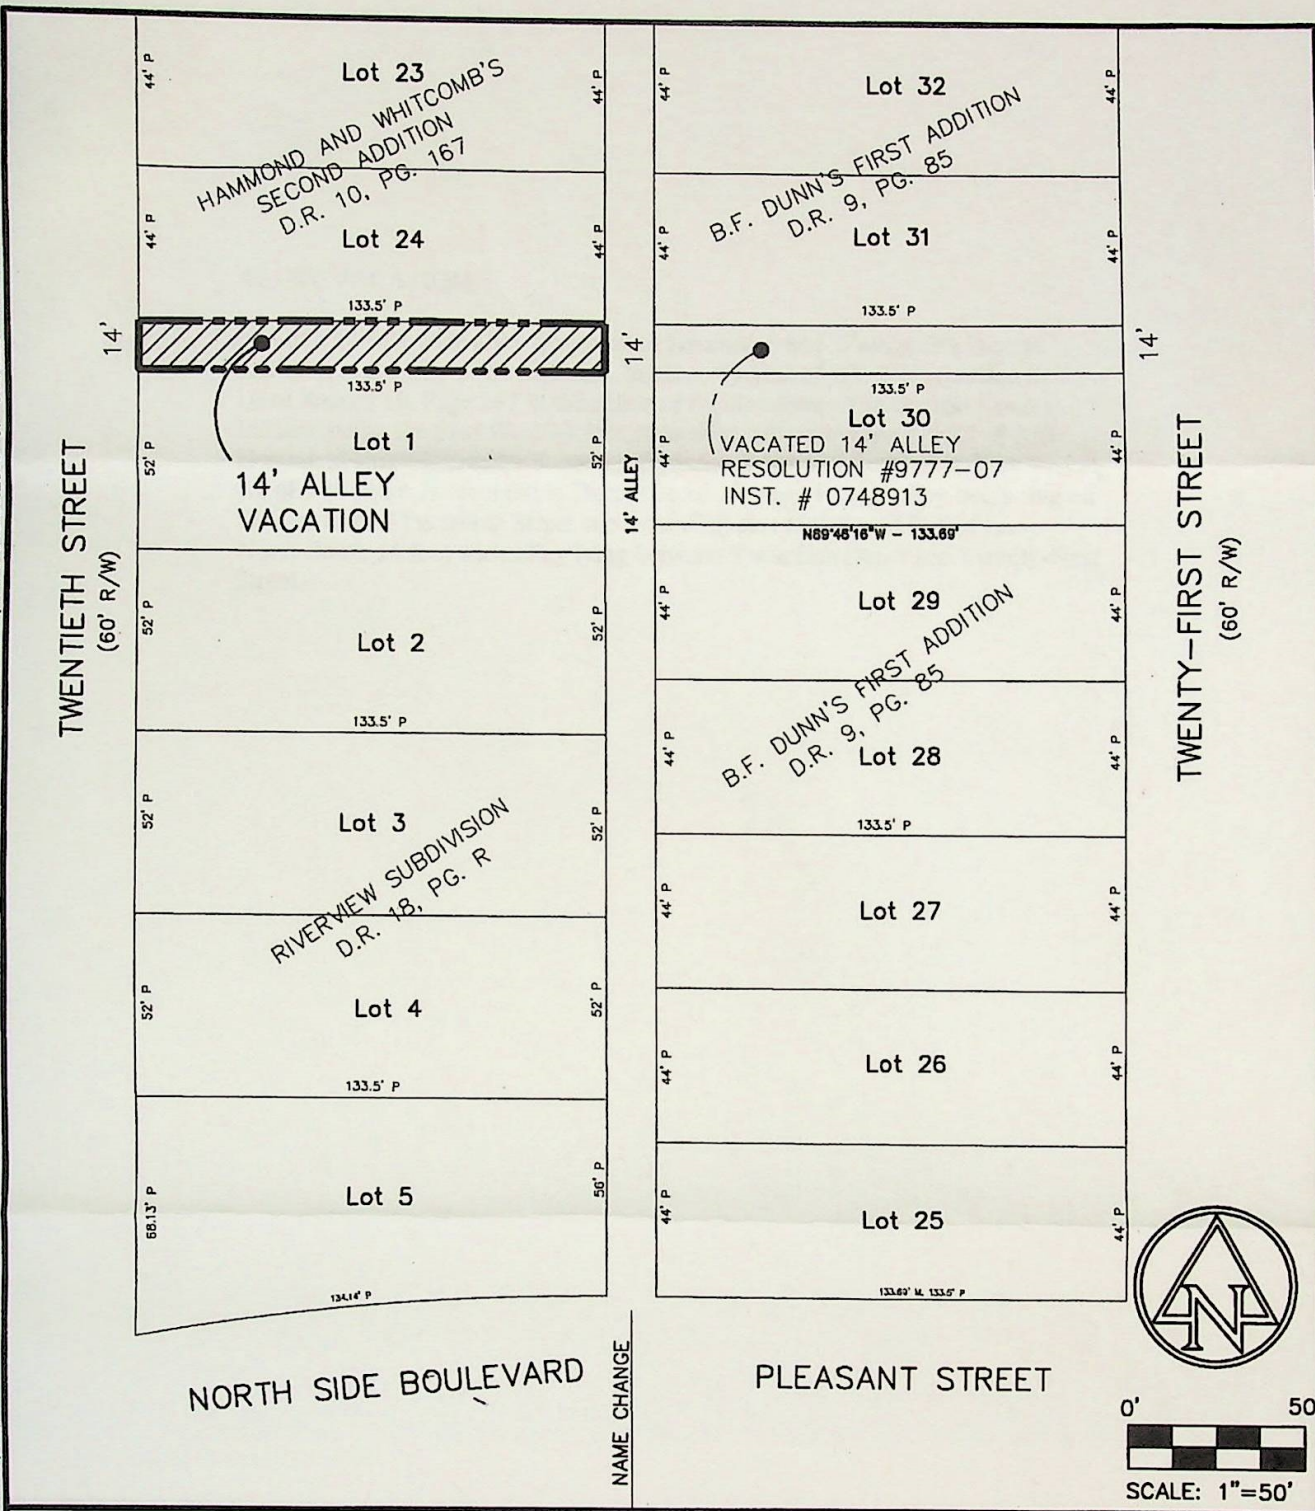 44' P
Lot 23
44' P
HAMMOND AND WHITCOMB'S
SECOND ADDITION
D.R. 10, PG. 167
44' P
Lot 24
44' P
133.5' P
14'
14'
133.5' P
52' P
Lot 1
52' P
14' ALLEY
VACATION
14' ALLEY
TWENTIETH STREET
(60' R/W)
52' P
Lot 2
52' P
133.5' P
52' P
Lot 3
52' P
RIVERVIEW SUBDIVISION
D.R. 18, PG. R
52' P
Lot 4
52' P
133.5' P
68.13' P
Lot 5
56' P
134.14' P
44' P
Lot 32
44' P
B.F. DUNN'S FIRST ADDITION
D.R. 9, PG. 85
44' P
Lot 31
44' P
133.5' P
14'
133.5' P
Lot 30
44' P
44' P
VACATED 14' ALLEY
RESOLUTION #9777-07
INST. # 0748913
N89°46'16"W - 133.69'
44' P
Lot 29
44' P
B.F. DUNN'S FIRST ADDITION
D.R. 9, PG. 85
44' P
Lot 28
44' P
133.5' P
44' P
Lot 27
44' P
44' P
Lot 26
44' P
44' P
Lot 25
44' P
133.69' M. 133.5' P
TWENTY-FIRST STREET
(60' R/W)
NORTH SIDE BOULEVARD
NAME CHANGE
PLEASANT STREET
N
0'
50
SCALE: 1"=50'